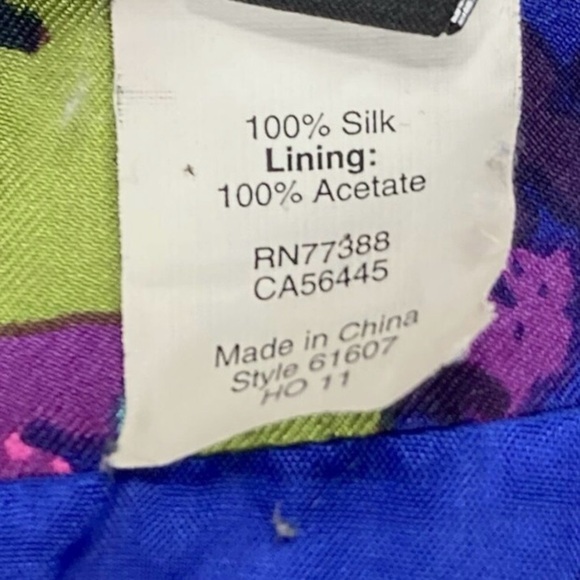 100% Silk
Lining:
100% Acetate
RN77388
CA56445
Made in China
Style 61607
HO 11